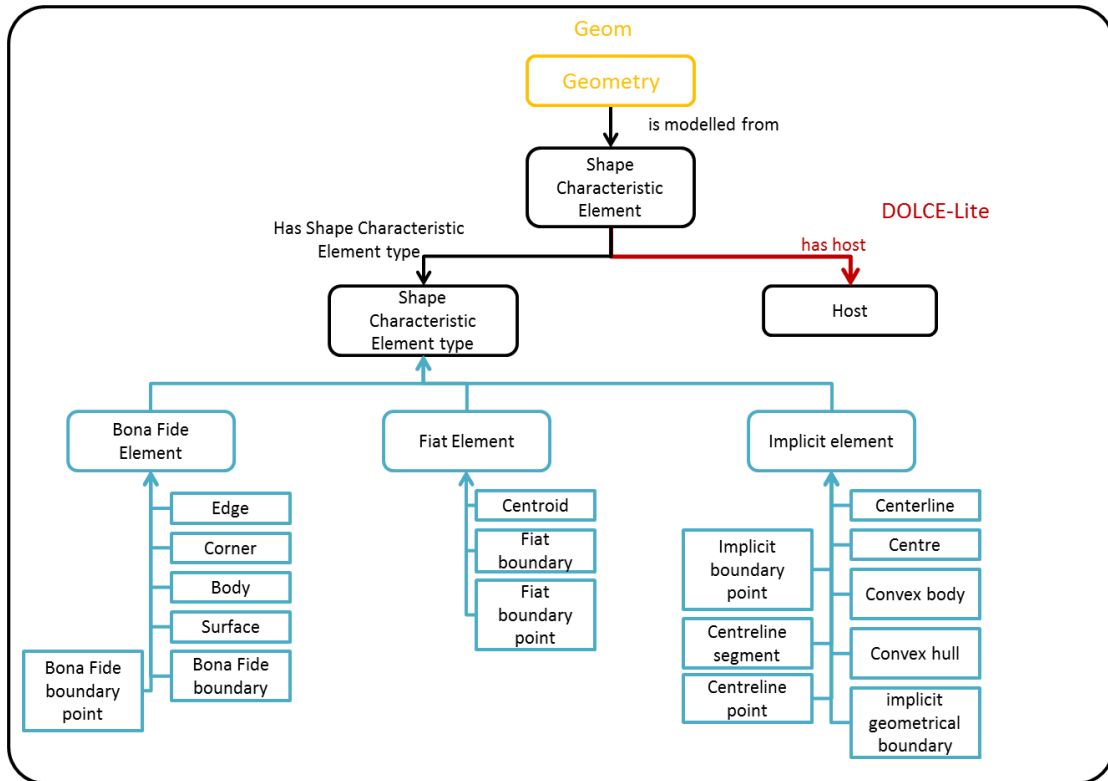 Geom
Geometry
is modelled from
Shape
Characteristic
Element
DOLCE-Lite
Has Shape Characteristic
Element type
has host
Shape
Characteristic
Element type
Host
Bona Fide
Element
Fiat Element
Implicit element
Edge
Corner
Body
Surface
Bona Fide
boundary
Bona Fide
boundary
point
Centroid
Fiat
boundary
Fiat
boundary
point
Implicit
boundary
point
Centreline
segment
Centreline
point
Centerline
Centre
Convex body
Convex hull
implicit
geometrical
boundary